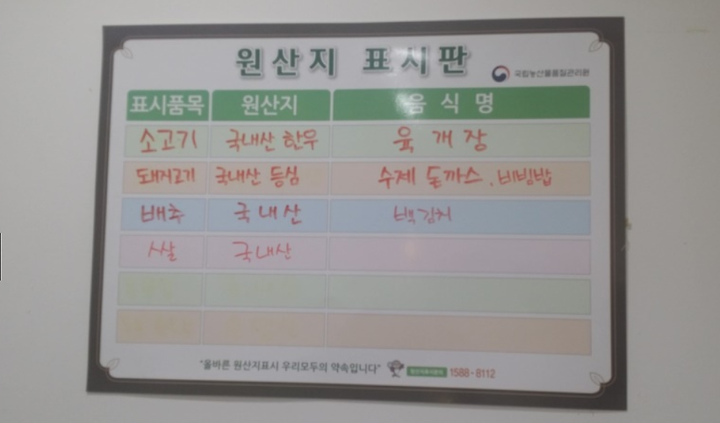 원산지 표시판
국립농산물품질관리원
표시품목 원산지 음식명
소고기 국내산 한우 육개장
돼지고기 국내산 등심 수제 돈까스, 비빔밥
배추 국내산 백김치
쌀 국내산
"올바른 원산지표시 우리모두의 약속입니다" 1588-8112